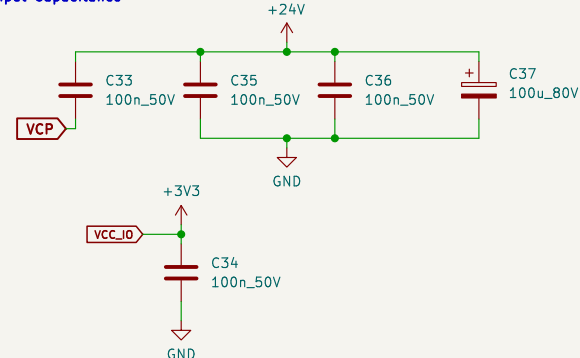 +24V
C33
100n_50V
C35
100n_50V
C36
100n_50V
+
C37
100u_80V
VCP
GND
+3V3
VCC_IO
C34
100n_50V
GND